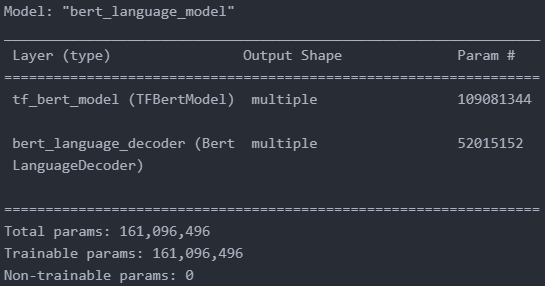 Model: "bert_language_model"
_________________________________________________________________
Layer (type) Output Shape Param #
=================================================================
tf_bert_model (TFBertModel) multiple 109081344
bert_language_decoder (Bert multiple 52015152
LanguageDecoder)
=================================================================
Total params: 161,096,496
Trainable params: 161,096,496
Non-trainable params: 0